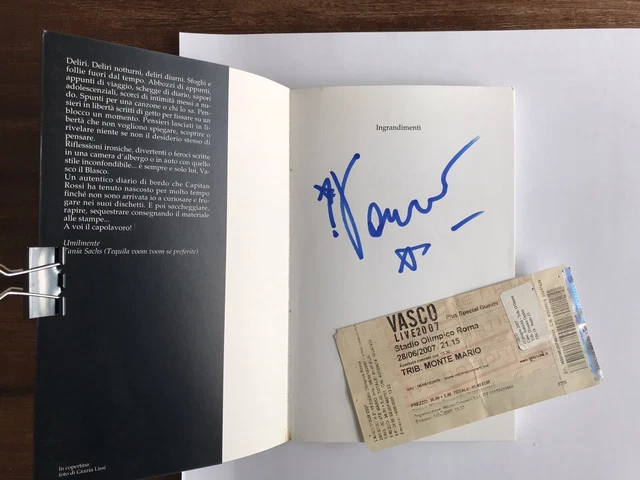 Deliri. Deliri notturni, deliri diurni. Sfoghi e
follie fuori dal tempo. Abbozzi di appunti,
appunti di viaggio, schegge di diario, sapori
adolescenziali, scorci di intimità messi a nu-
do. Spunti per una canzone o chi lo sa. Pen-
sieri in libertà scritti di getto per fissare su un
blocco un momento. Pensieri lasciati in li-
bertà che non vogliono spiegare, scoprire o
rivelare niente se non il desiderio stesso di
pensare.
Riflessioni ironiche, divertenti o feroci scritte
in una camera d'albergo o in auto con quello
stile inconfondibile... è sempre e solo lui, Va-
sco il Blasco.
Un autentico diario di bordo che Capitan
Rossi ha tenuto nascosto per molto tempo
finché non sono arrivata io a curiosare e fru-
gare nei suoi dischetti. E poi saccheggiare,
rapire, sequestrare consegnando il materiale
alle stampe...
A voi il capolavoro!
Umilmente
Tania Sachs (Tequila voom voom se preferite)
In copertina:
foto di Grazia Lissi
Ingrandimenti
Vasco
VASCO
LIVE2007
Plus Special Guests
Stadio Olimpico Roma
28/06/2007, 21.15
TRIB. MONTE MARIO